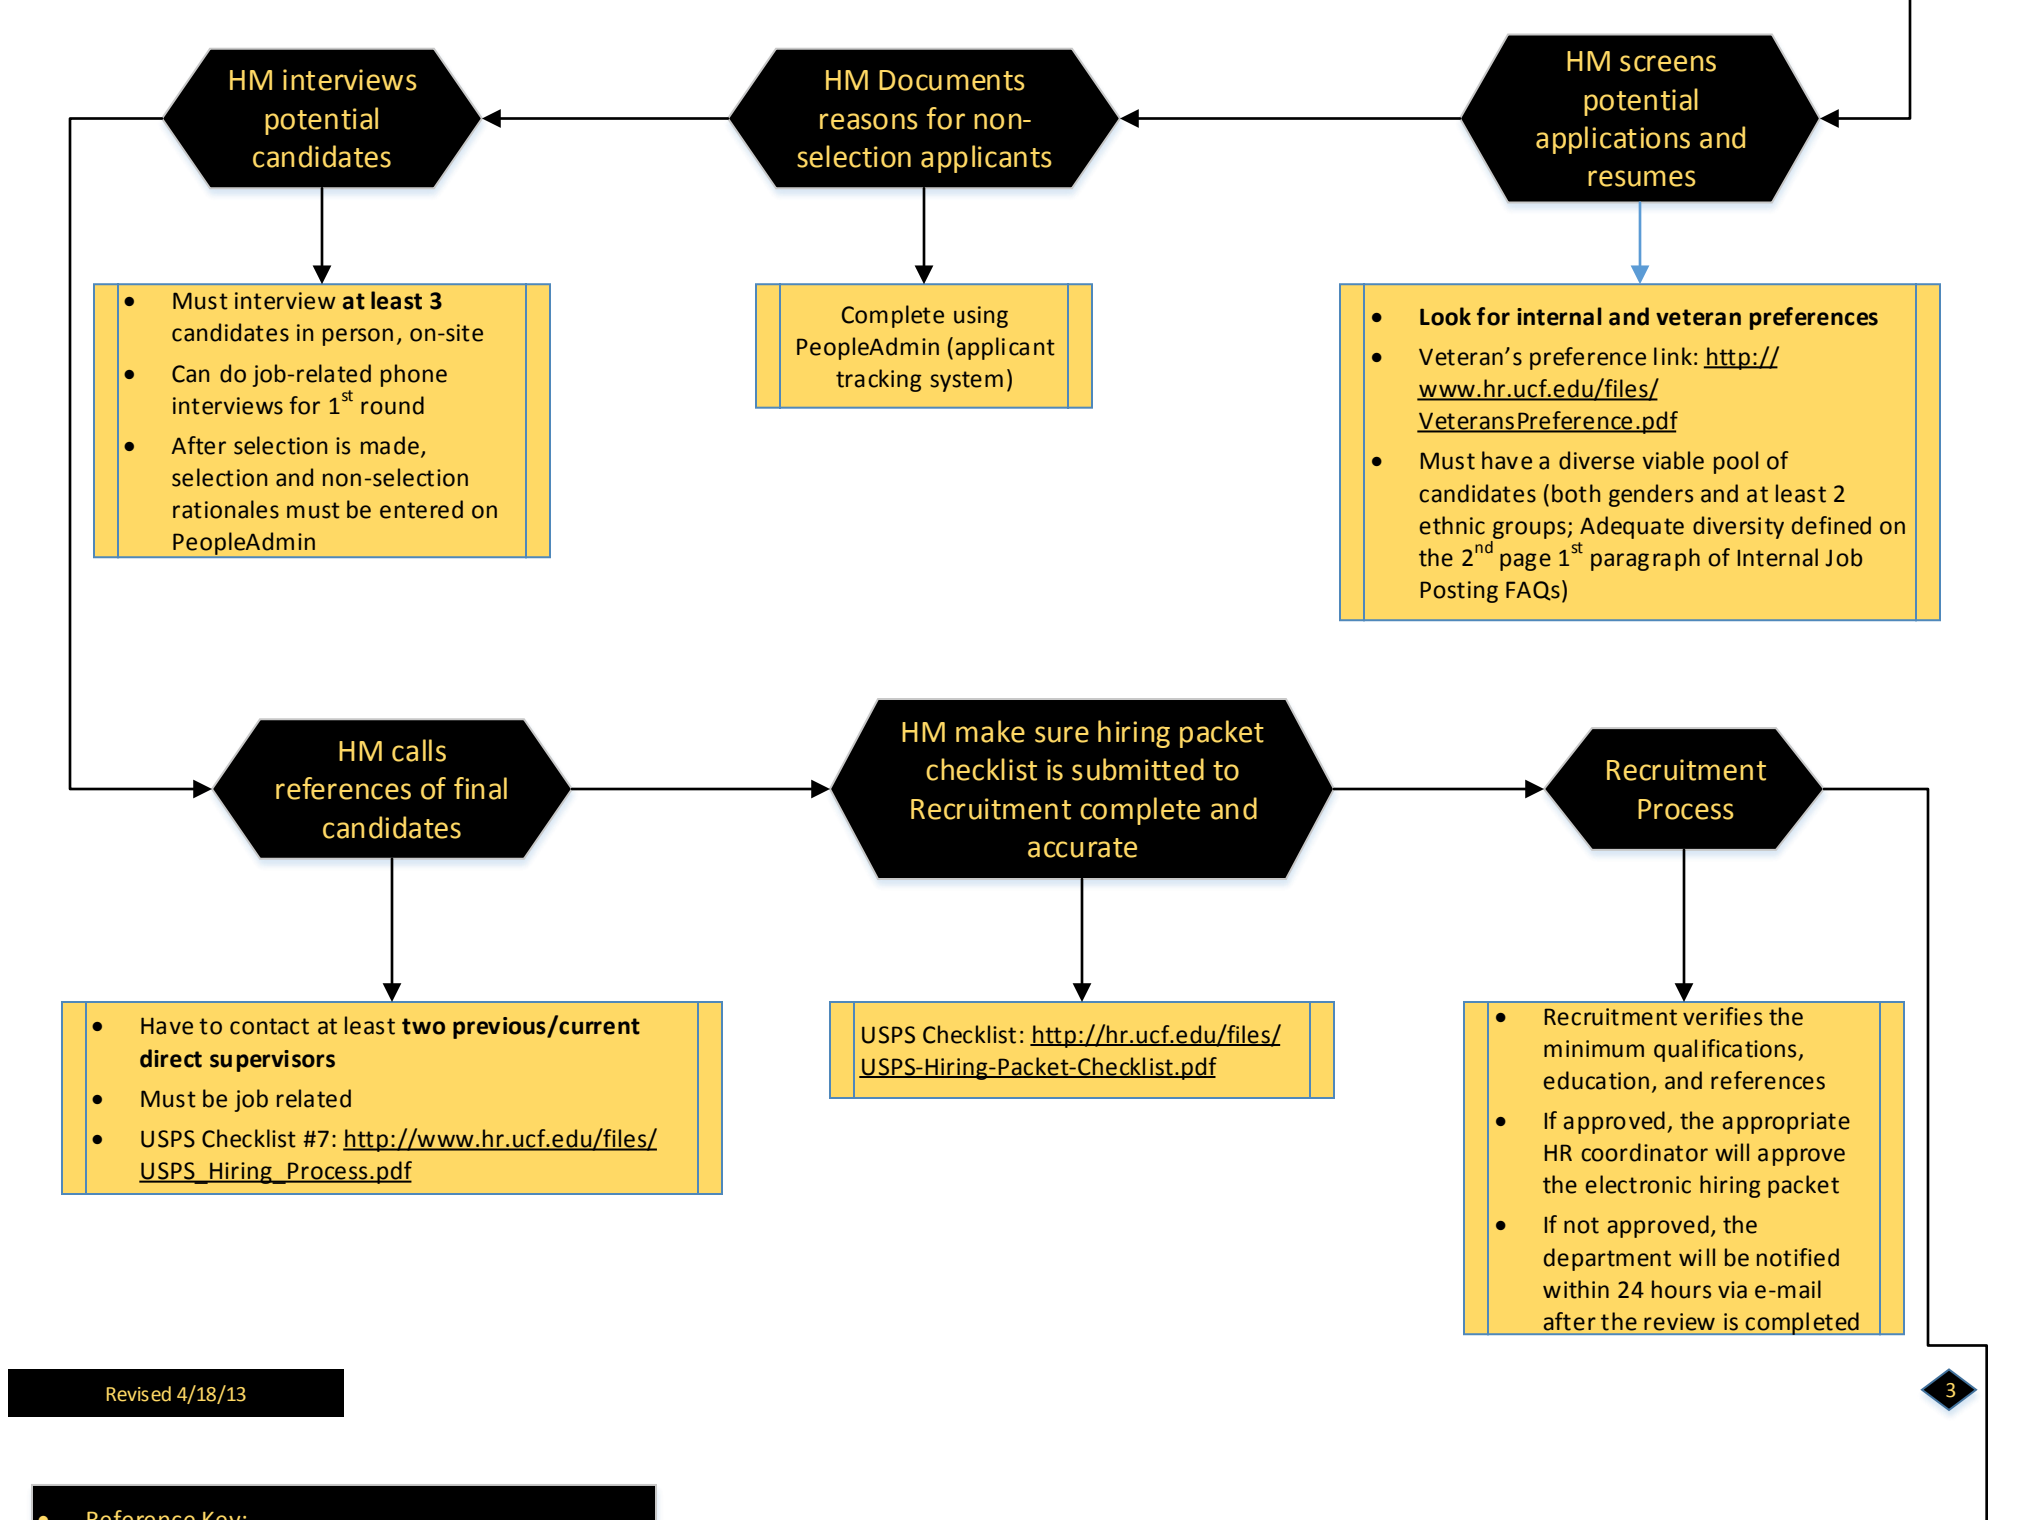 HM interviews
potential
candidates
HM Documents
reasons for non-
selection applicants
HM screens
potential
applications and
resumes
• Must interview at least 3
candidates in person, on-site
• Can do job-related phone
interviews for 1st round
• After selection is made,
selection and non-selection
rationales must be entered on
PeopleAdmin
Complete using
PeopleAdmin (applicant
tracking system)
• Look for internal and veteran preferences
• Veteran's preference link: http://
www.hr.ucf.edu/files/
VeteransPreference.pdf
• Must have a diverse viable pool of
candidates (both genders and at least 2
ethnic groups; Adequate diversity defined on
the 2nd page 1st paragraph of Internal Job
Posting FAQs)
HM calls
references of final
candidates
HM make sure hiring packet
checklist is submitted to
Recruitment complete and
accurate
Recruitment
Process
• Have to contact at least two previous/current
direct supervisors
• Must be job related
• USPS Checklist #7: http://www.hr.ucf.edu/files/
USPS_Hiring_Process.pdf
USPS Checklist: http://hr.ucf.edu/files/
USPS-Hiring-Packet-Checklist.pdf
• Recruitment verifies the
minimum qualifications,
education, and references
• If approved, the appropriate
HR coordinator will approve
the electronic hiring packet
• If not approved, the
department will be notified
within 24 hours via e-mail
after the review is completed
Revised 4/18/13
3
• Reference Key: